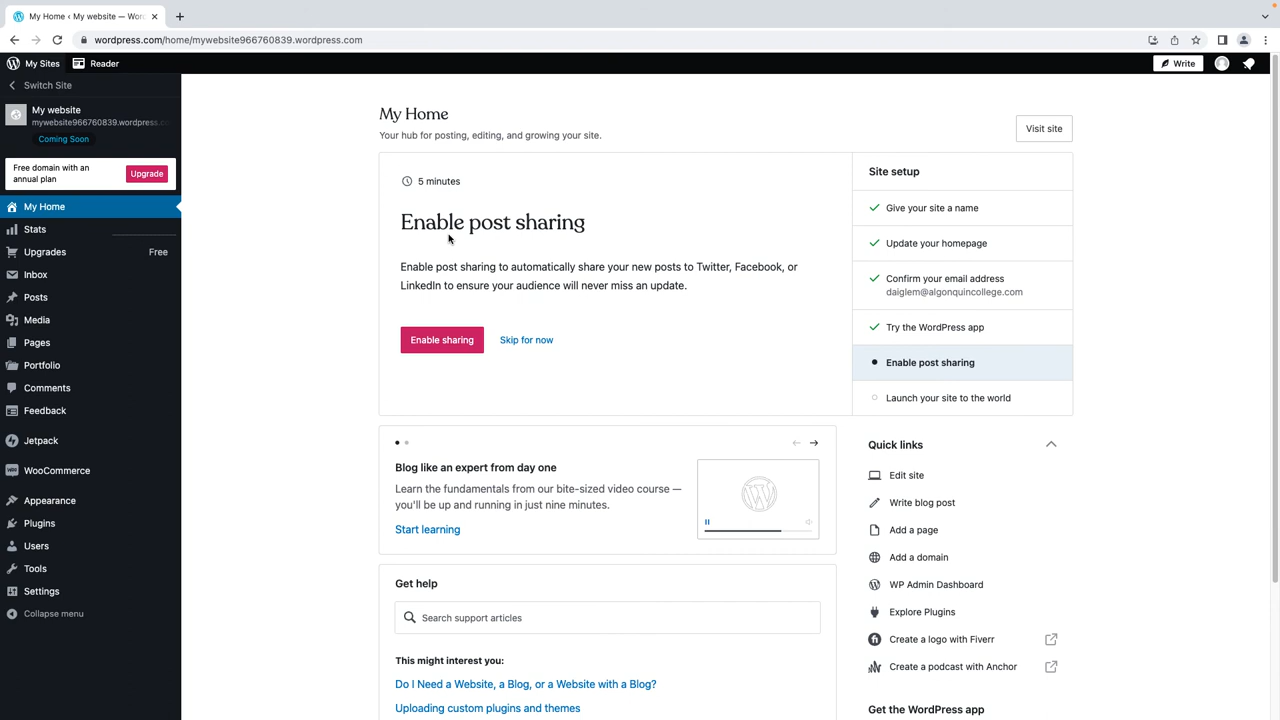 My Home ‹ My website — Wor
wordpress.com/home/mywebsite966760839.wordpress.com
My Sites
Reader
Write
Switch Site
My website
mywebsite966760839.wordpress.co
Coming Soon
Free domain with an
annual plan
Upgrade
My Home
Stats
Upgrades
Free
Inbox
Posts
Media
Pages
Portfolio
Comments
Feedback
Jetpack
WooCommerce
Appearance
Plugins
Users
Tools
Settings
Collapse menu
My Home
Your hub for posting, editing, and growing your site.
Visit site
5 minutes
Enable post sharing
Enable post sharing to automatically share your new posts to Twitter, Facebook, or
LinkedIn to ensure your audience will never miss an update.
Enable sharing
Skip for now
Site setup
Give your site a name
Update your homepage
Confirm your email address
daiglem@algonquincollege.com
Try the WordPress app
Enable post sharing
Launch your site to the world
Blog like an expert from day one
Learn the fundamentals from our bite-sized video course —
you'll be up and running in just nine minutes.
Start learning
Get help
Search support articles
This might interest you:
Do I Need a Website, a Blog, or a Website with a Blog?
Uploading custom plugins and themes
Quick links
Edit site
Write blog post
Add a page
Add a domain
WP Admin Dashboard
Explore Plugins
Create a logo with Fiverr
Create a podcast with Anchor
Get the WordPress app